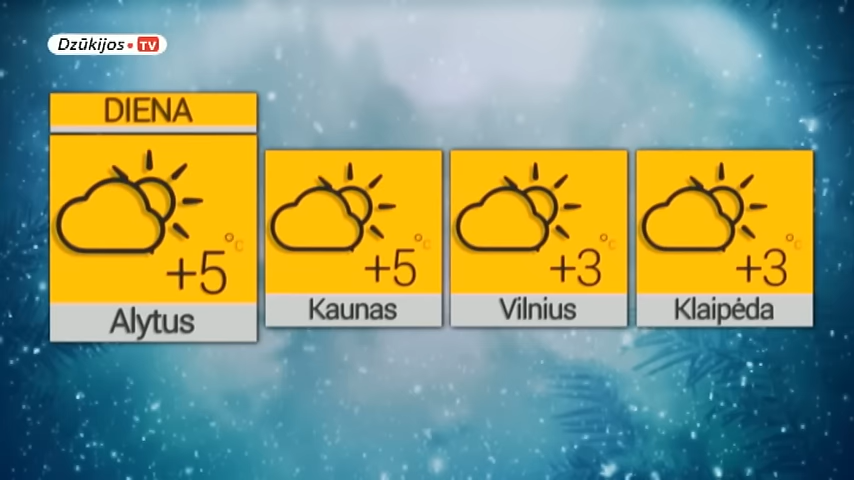 Dzūkijos TV
DIENA
+5°C
Alytus
+5°C
Kaunas
+3°C
Vilnius
+3°C
Klaipėda